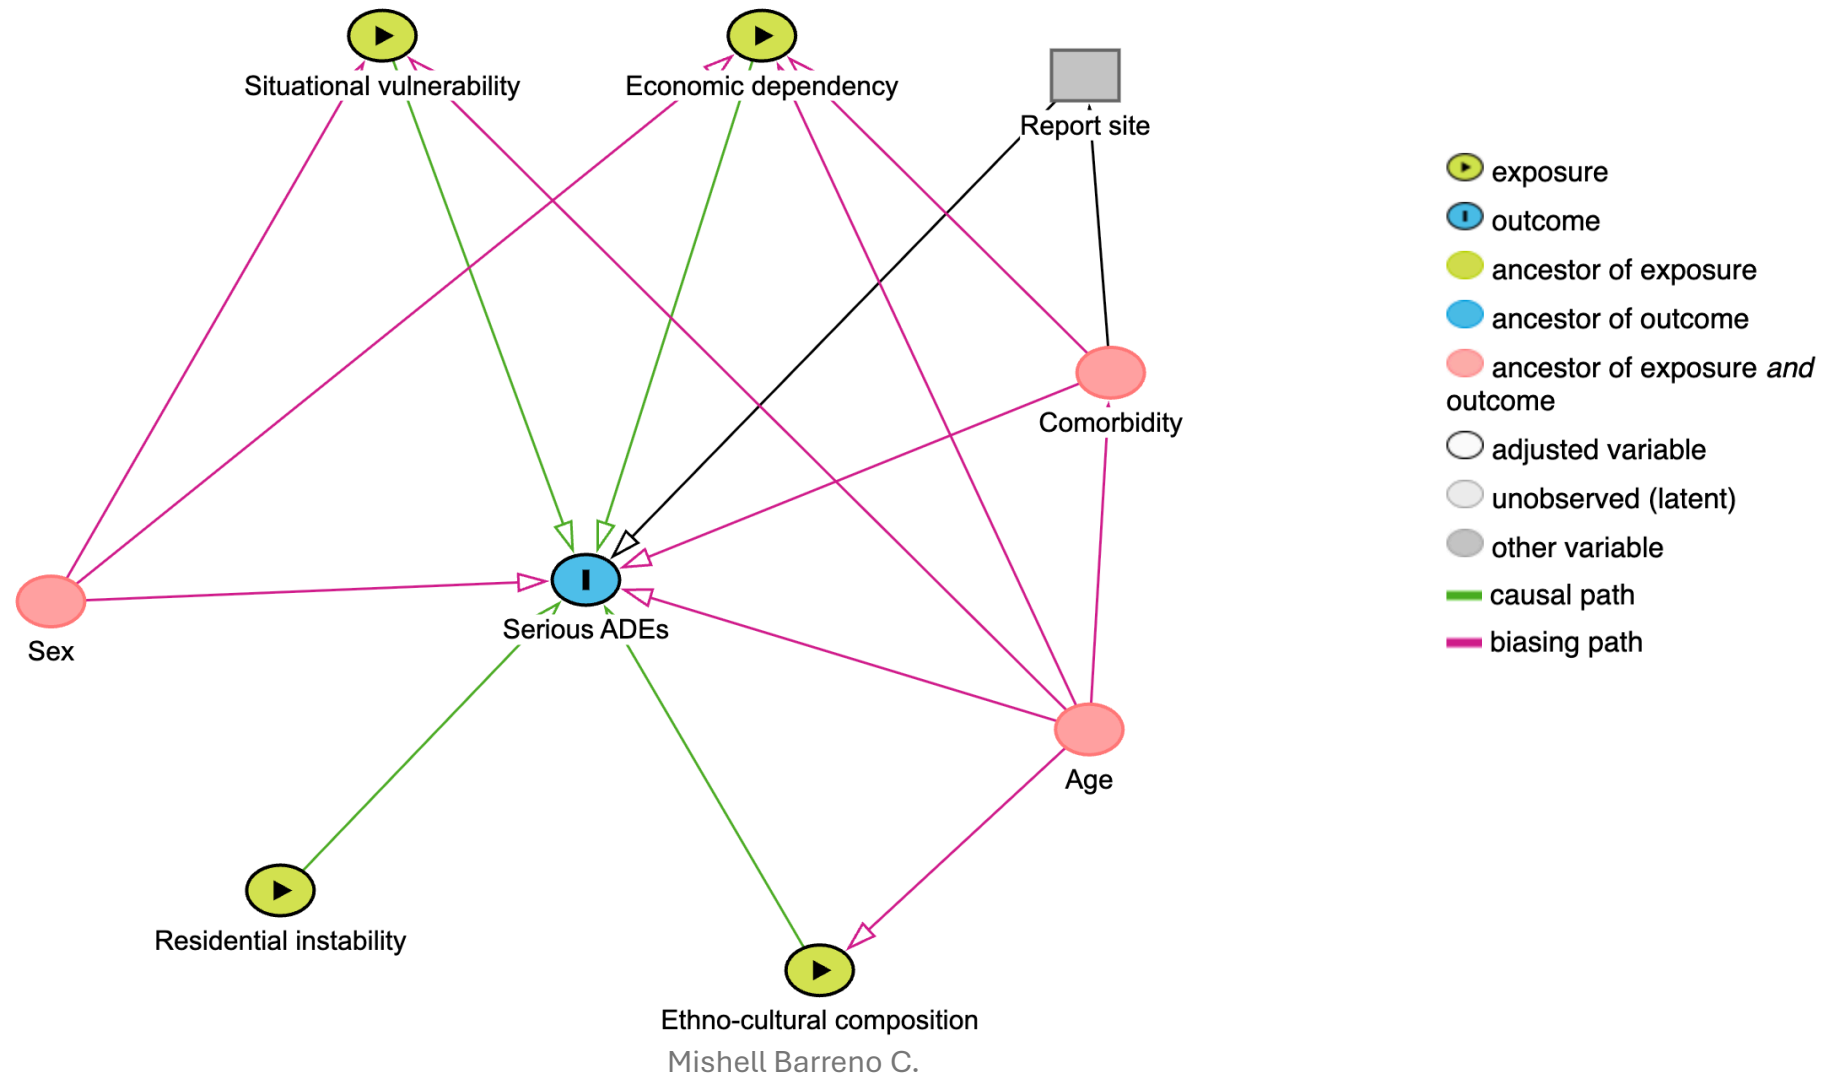 Situational vulnerability
Economic dependency
Report site
Comorbidity
Sex
Serious ADEs
Age
Residential instability
Ethno-cultural composition
Mishell Barreno C.
exposure
outcome
ancestor of exposure
ancestor of outcome
ancestor of exposure and
outcome
adjusted variable
unobserved (latent)
other variable
causal path
biasing path